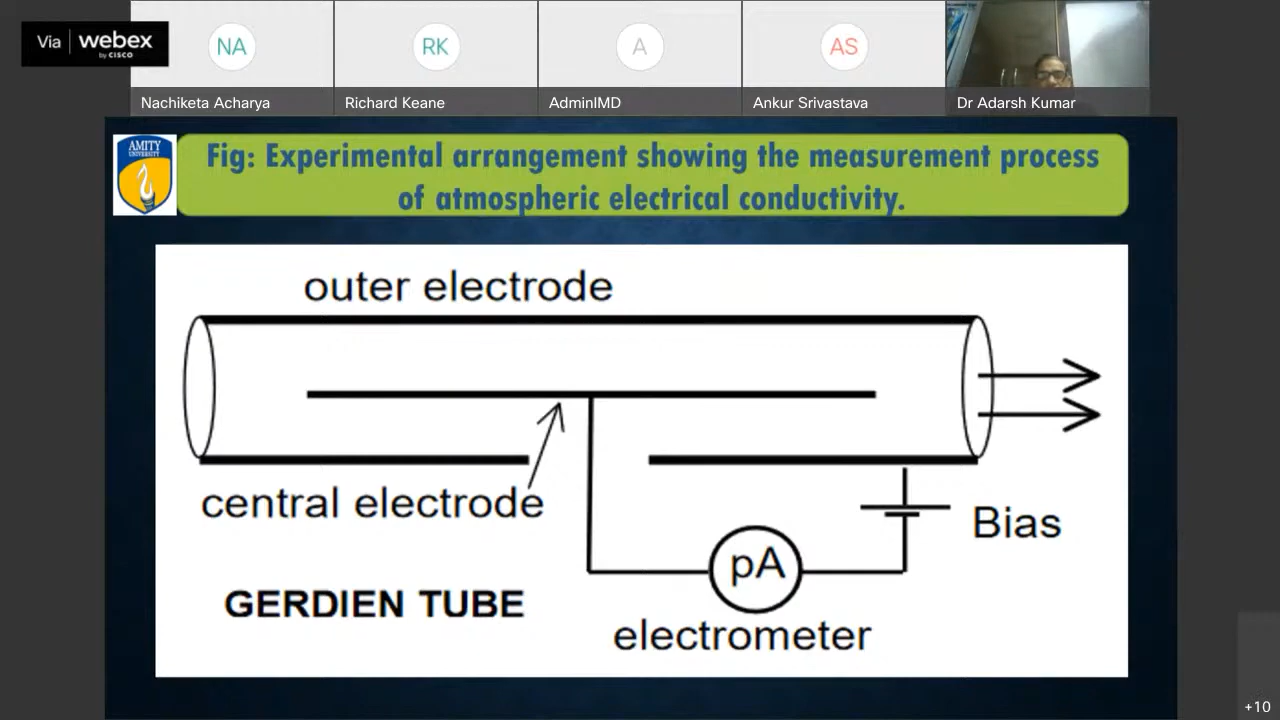 Via webex
by CISCO
NA
RK
A
AS
Nachiketa Acharya
Richard Keane
AdminIMD
Ankur Srivastava
Dr Adarsh Kumar
AMITY
UNIVERSITY
Fig: Experimental arrangement showing the measurement process
of atmospheric electrical conductivity.
outer electrode
central electrode
Bias
pA
GERDIEN TUBE
electrometer
+10